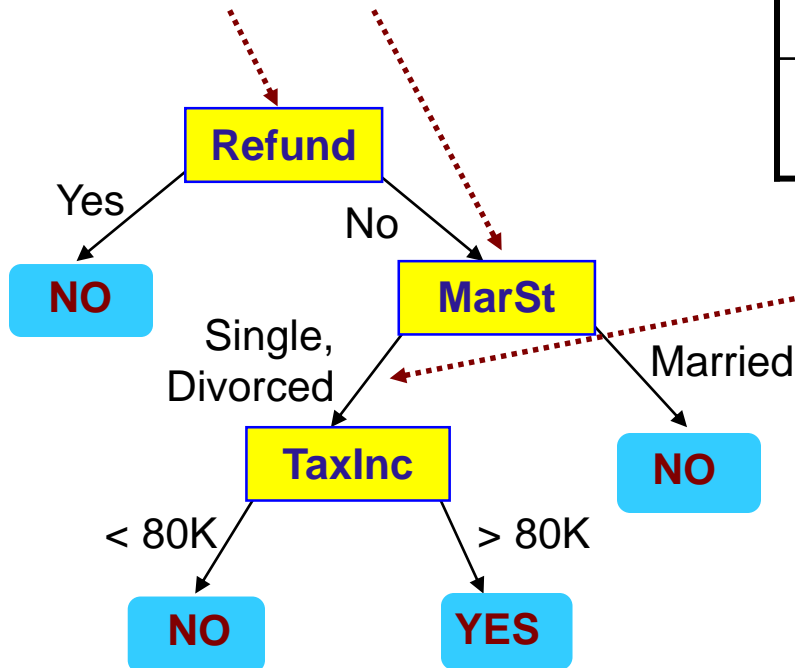 Refund
Yes
No
NO
MarSt
Single,
Divorced
Married
TaxInc
NO
< 80K
> 80K
NO
YES